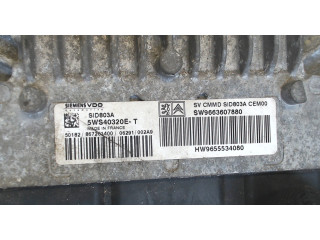 SIEMENS VDO
SID803A
5WS40320E-T
MADE IN FRANCE
SV CMMD SID803A CEM00
SW9663607880
HW9655534080